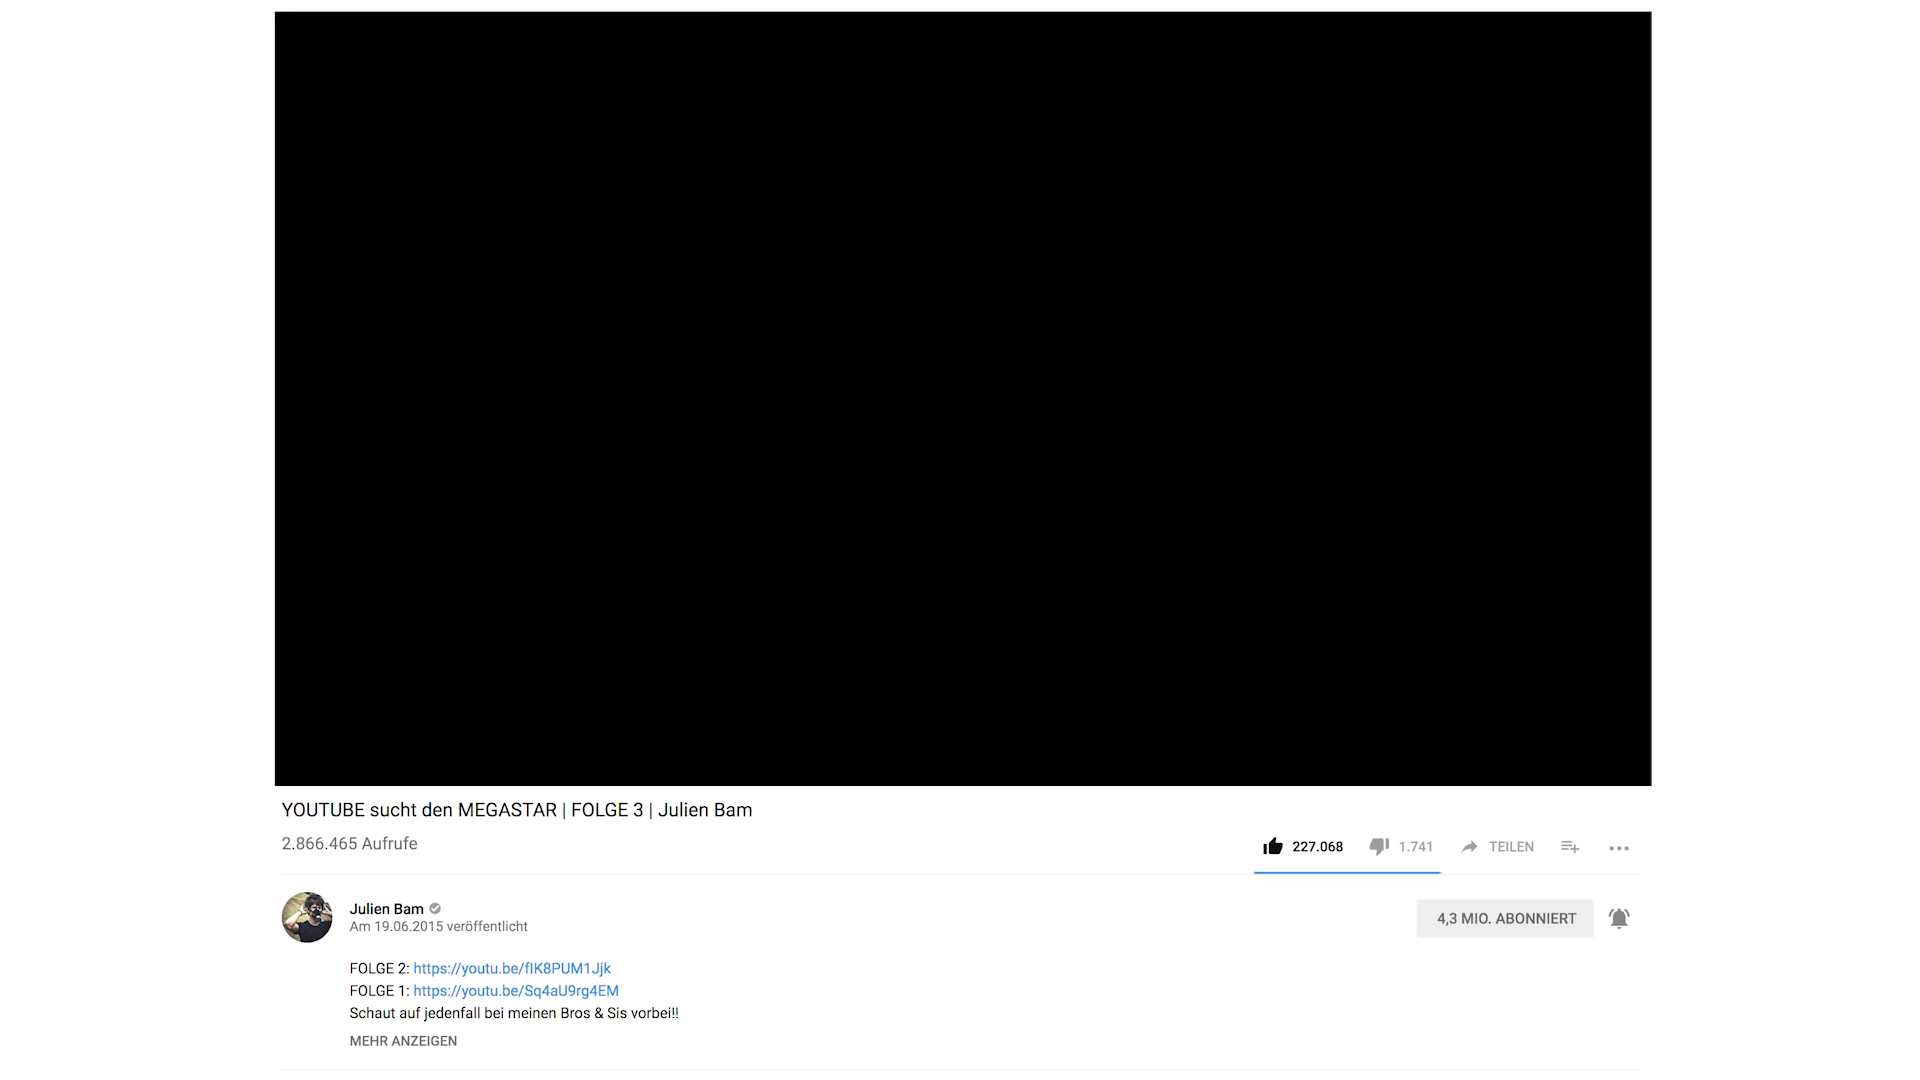 YOUTUBE sucht den MEGASTAR | FOLGE 3 | Julien Bam
2.866.465 Aufrufe
227.068 1.741 TEILEN
Julien Bam
Am 19.06.2015 veröffentlicht
4,3 MIO. ABONNIERT
FOLGE 2: https://youtu.be/fIK8PUM1Jjk
FOLGE 1: https://youtu.be/Sq4aU9rg4EM
Schaut auf jedenfall bei meinen Bros & Sis vorbei!!
MEHR ANZEIGEN